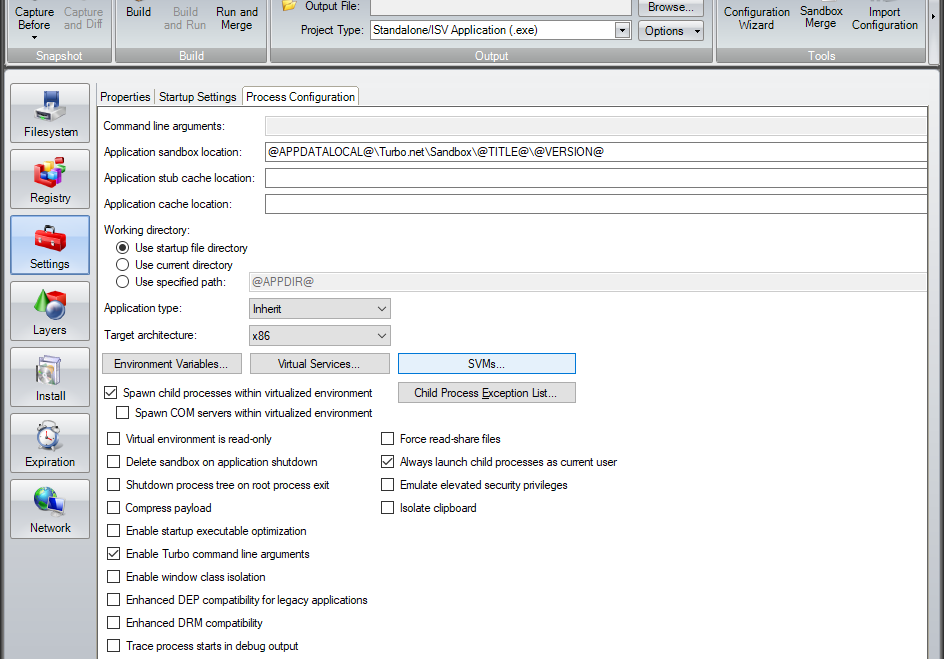 Capture Before
Capture and Diff
Snapshot
Build
Build and Run
Run and Merge
Build
Output File:
Browse...
Project Type:
Standalone/ISV Application (.exe)
Options
Output
Configuration Wizard
Sandbox Merge
Import Configuration
Tools
Filesystem
Registry
Settings
Layers
Install
Expiration
Network
Properties
Startup Settings
Process Configuration
Command line arguments:
Application sandbox location:
@APPDATALOCAL@\Turbo.net\Sandbox\@TITLE@\@VERSION@
Application stub cache location:
Application cache location:
Working directory:
Use startup file directory
Use current directory
Use specified path:
@APPDIR@
Application type:
Inherit
Target architecture:
x86
Environment Variables...
Virtual Services...
SVMs...
Spawn child processes within virtualized environment
Child Process Exception List...
Spawn COM servers within virtualized environment
Virtual environment is read-only
Force read-share files
Delete sandbox on application shutdown
Always launch child processes as current user
Shutdown process tree on root process exit
Emulate elevated security privileges
Compress payload
Isolate clipboard
Enable startup executable optimization
Enable Turbo command line arguments
Enable window class isolation
Enhanced DEP compatibility for legacy applications
Enhanced DRM compatibility
Trace process starts in debug output